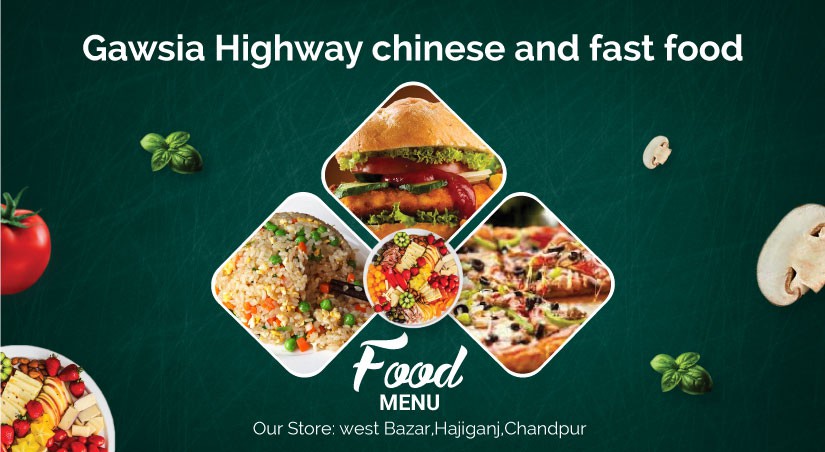 Gawsia Highway chinese and fast food
Food
MENU
Our Store: west Bazar,Hajiganj,Chandpur